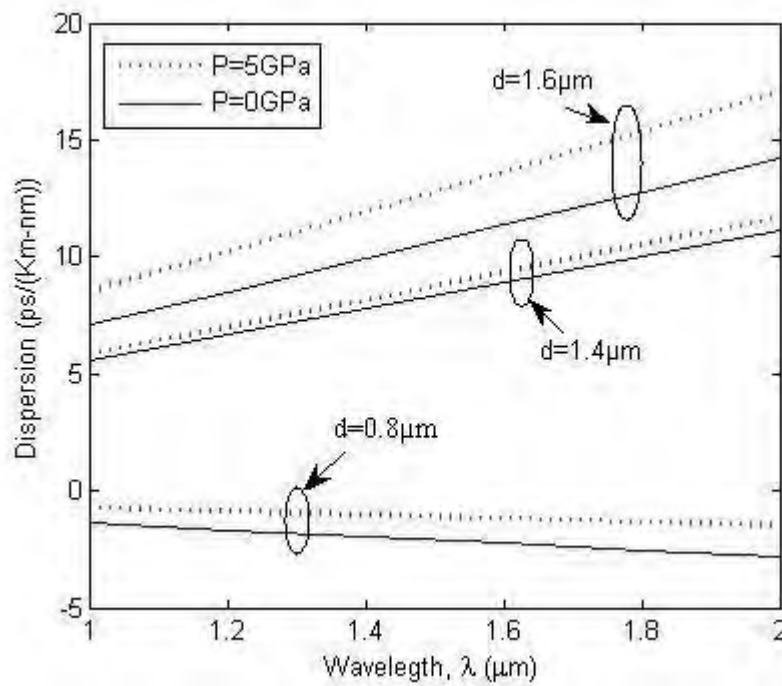 20
15
10
5
0
-5
Dispersion (ps/(Km-nm))
P=5GPa
P=0GPa
d=1.6μm
d=1.4μm
d=0.8μm
1
1.2
1.4
1.6
1.8
2
Wavelegth, λ (μm)